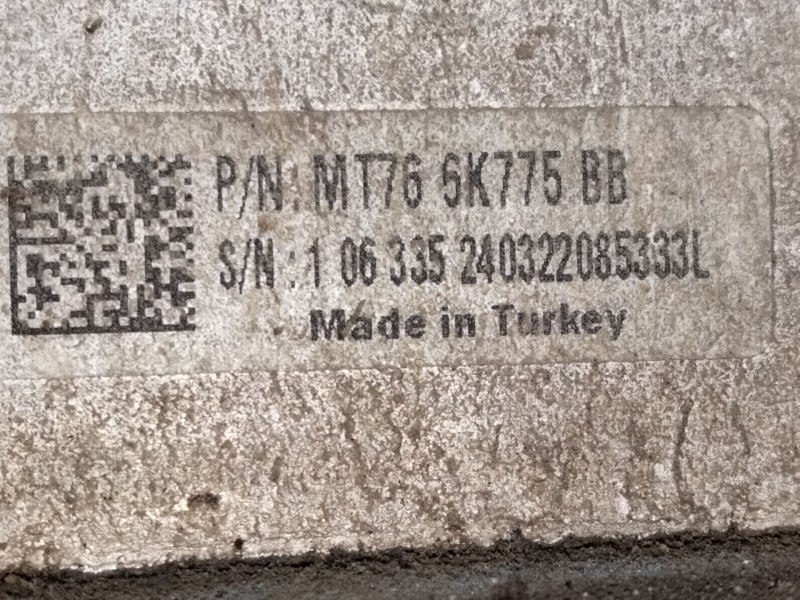 P/N: MT76 6K775 BB
S/N: 1 06 335 240322085333L
Made in Turkey